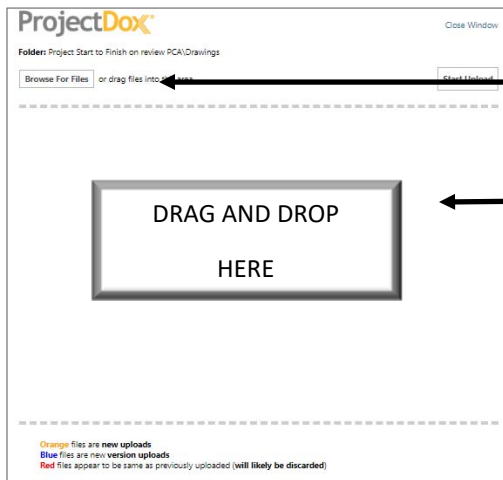 ProjectDox
Close Window
Folder: Project Start to Finish on review PCA\Drawings
Browse For Files or drag files into the area
Start Upload
DRAG AND DROP
HERE
Orange files are new uploads
Blue files are new version uploads
Red files appear to be same as previously uploaded (will likely be discarded)